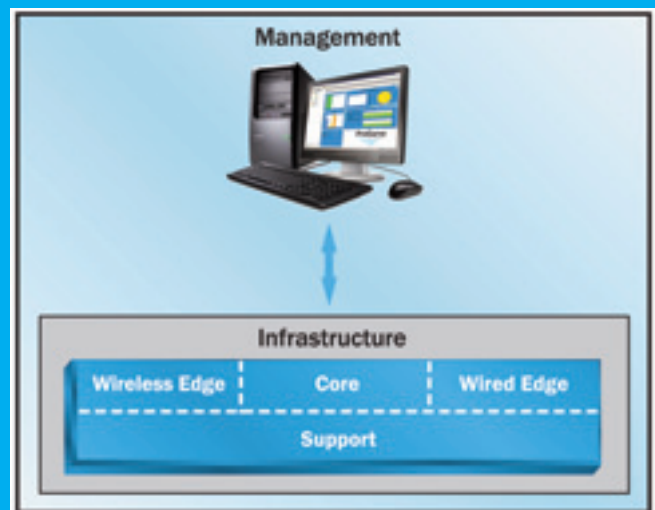 Management
Infrastructure
Wireless Edge Core Wired Edge
Support